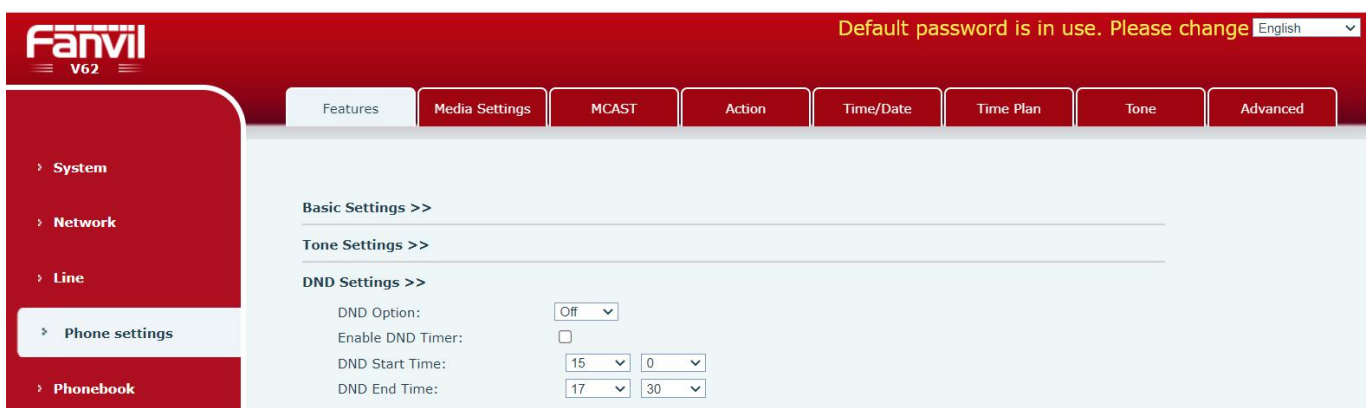 Fanvil
V62
Default password is in use. Please change English
Features Media Settings MCAST Action Time/Date Time Plan Tone Advanced
› System
› Network
› Line
› Phone settings
› Phonebook
Basic Settings >>
Tone Settings >>
DND Settings >>
DND Option: Off
Enable DND Timer:
DND Start Time: 15 0
DND End Time: 17 30